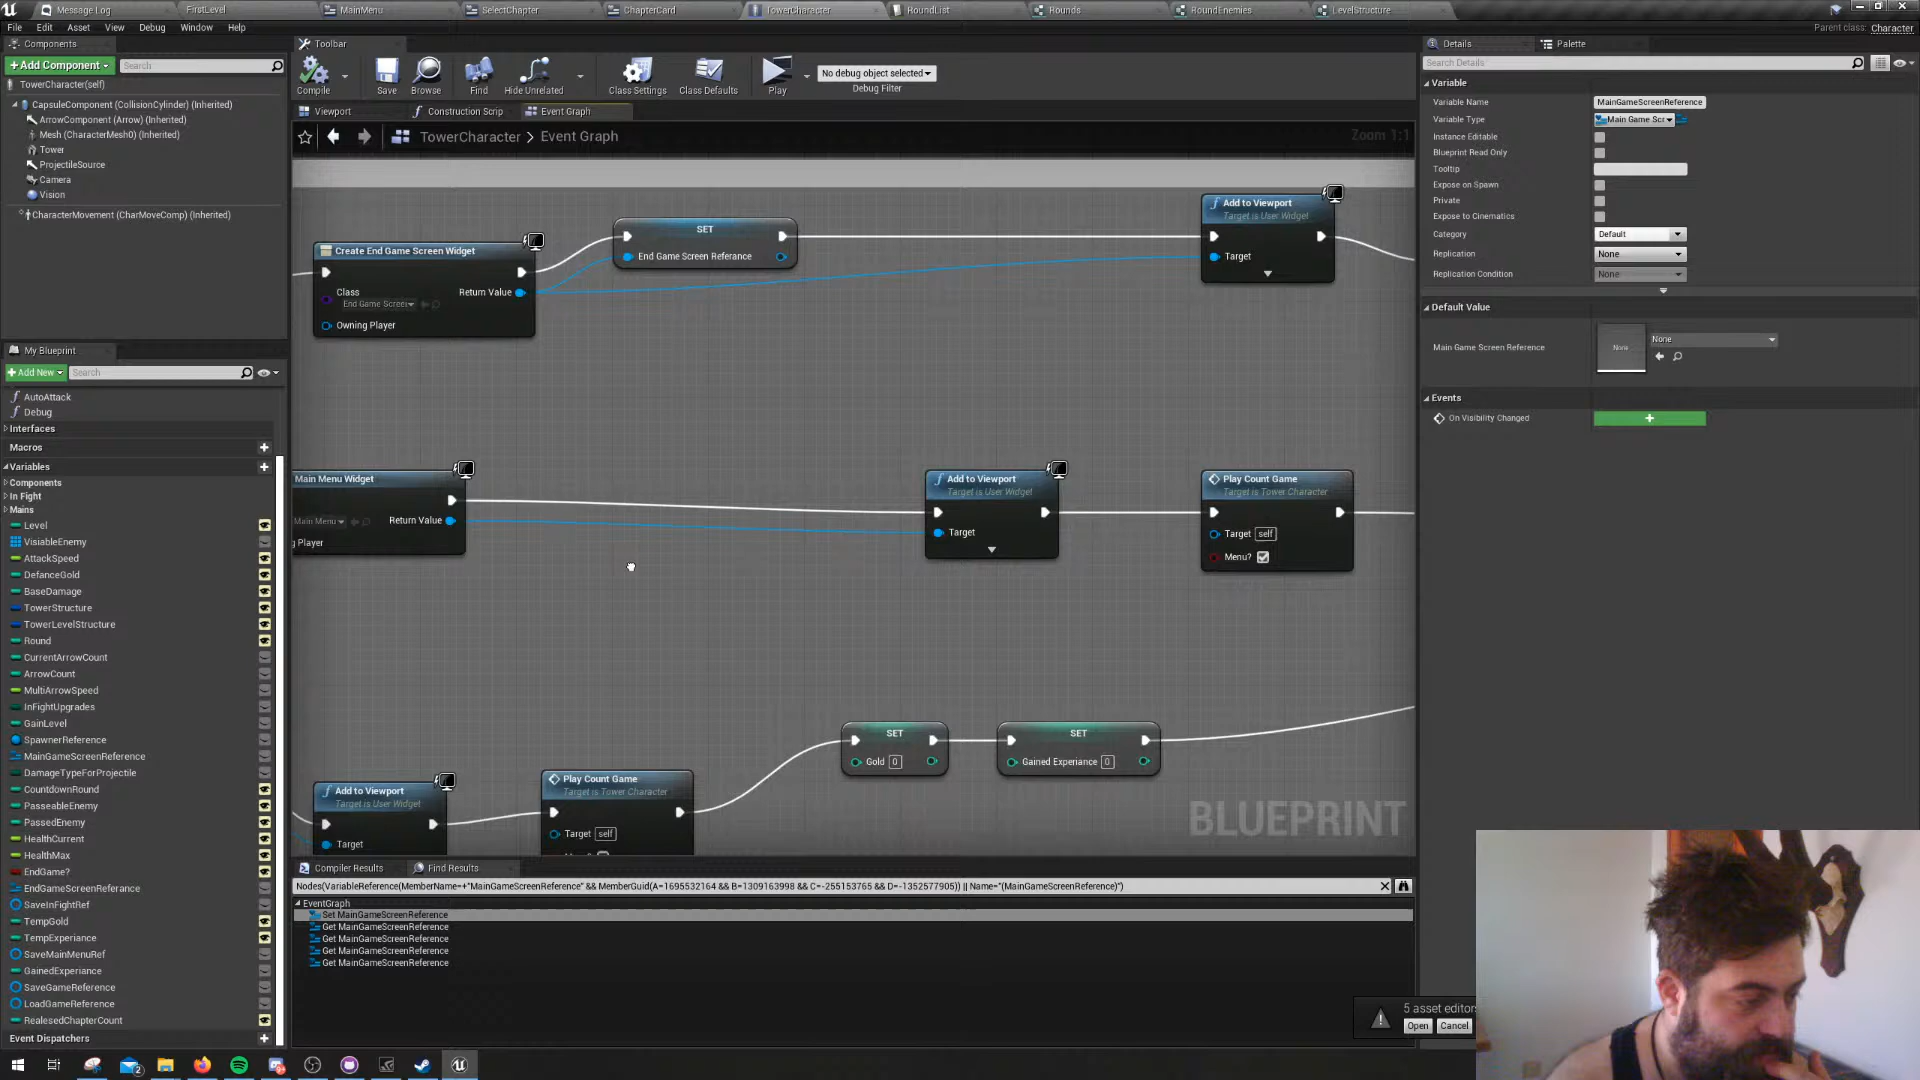 Message Log
FirstLevel
MainMenu
SelectChapter
ChapterCard
TowerCharacter
RoundList
Rounds
RoundEnemies
LevelStructure
File Edit Asset View Debug Window Help
Parent class: Character
Components
+Add Component
Search
TowerCharacter(self)
CapsuleComponent (CollisionCylinder) (Inherited)
ArrowComponent (Arrow) (Inherited)
Mesh (CharacterMesh0) (Inherited)
Tower
ProjectileSource
Camera
Vision
CharacterMovement (CharMoveComp) (Inherited)
My Blueprint
+Add New
Search
AutoAttack
Debug
Interfaces
Macros
Variables
Components
In Fight
Mains
Level
VisiableEnemy
AttackSpeed
DefanceGold
BaseDamage
TowerStructure
TowerLevelStructure
Round
CurrentArrowCount
ArrowCount
MultiArrowSpeed
InFightUpgrades
GainLevel
SpawnerReference
MainGameScreenReference
DamageTypeForProjectile
CountdownRound
PasseableEnemy
PassedEnemy
HealthCurrent
HealthMax
EndGame?
EndGameScreenReferance
SaveInFightRef
TempGold
TempExperiance
SaveMainMenuRef
GainedExperiance
SaveGameReference
LoadGameReference
RealesedChapterCount
Event Dispatchers
Toolbar
Compile
Save
Browse
Find
Hide Unrelated
Class Settings
Class Defaults
Play
No debug object selected
Debug Filter
Viewport
Construction Scrip
Event Graph
TowerCharacter > Event Graph
Zoom 1:1
Create End Game Screen Widget
Class
End Game Screen
Return Value
Owning Player
SET
End Game Screen Referance
Add to Viewport
Target is User Widget
Target
Main Menu Widget
Main Menu
Return Value
g Player
Add to Viewport
Target is User Widget
Target
Play Count Game
Target is Tower Character
Target self
Menu?
SET
Gold 0
SET
Gained Experiance 0
Add to Viewport
Target is User Widget
Target
Play Count Game
Target is Tower Character
Target self
BLUEPRINT
Compiler Results
Find Results
Nodes(VariableReference(MemberName=+"MainGameScreenReference" && MemberGuid(A=1695532164 && B=1309163998 && C=-255153765 && D=-1352577905)) || Name="(MainGameScreenReference)")
EventGraph
Set MainGameScreenReference
Get MainGameScreenReference
Get MainGameScreenReference
Get MainGameScreenReference
Get MainGameScreenReference
5 asset editors
Open
Cancel
Details
Palette
Search Details
Variable
Variable Name MainGameScreenReference
Variable Type Main Game Scr
Instance Editable
Blueprint Read Only
Tooltip
Expose on Spawn
Private
Expose to Cinematics
Category Default
Replication None
Replication Condition None
Default Value
Main Game Screen Reference
None
None
Events
On Visibility Changed
+
2